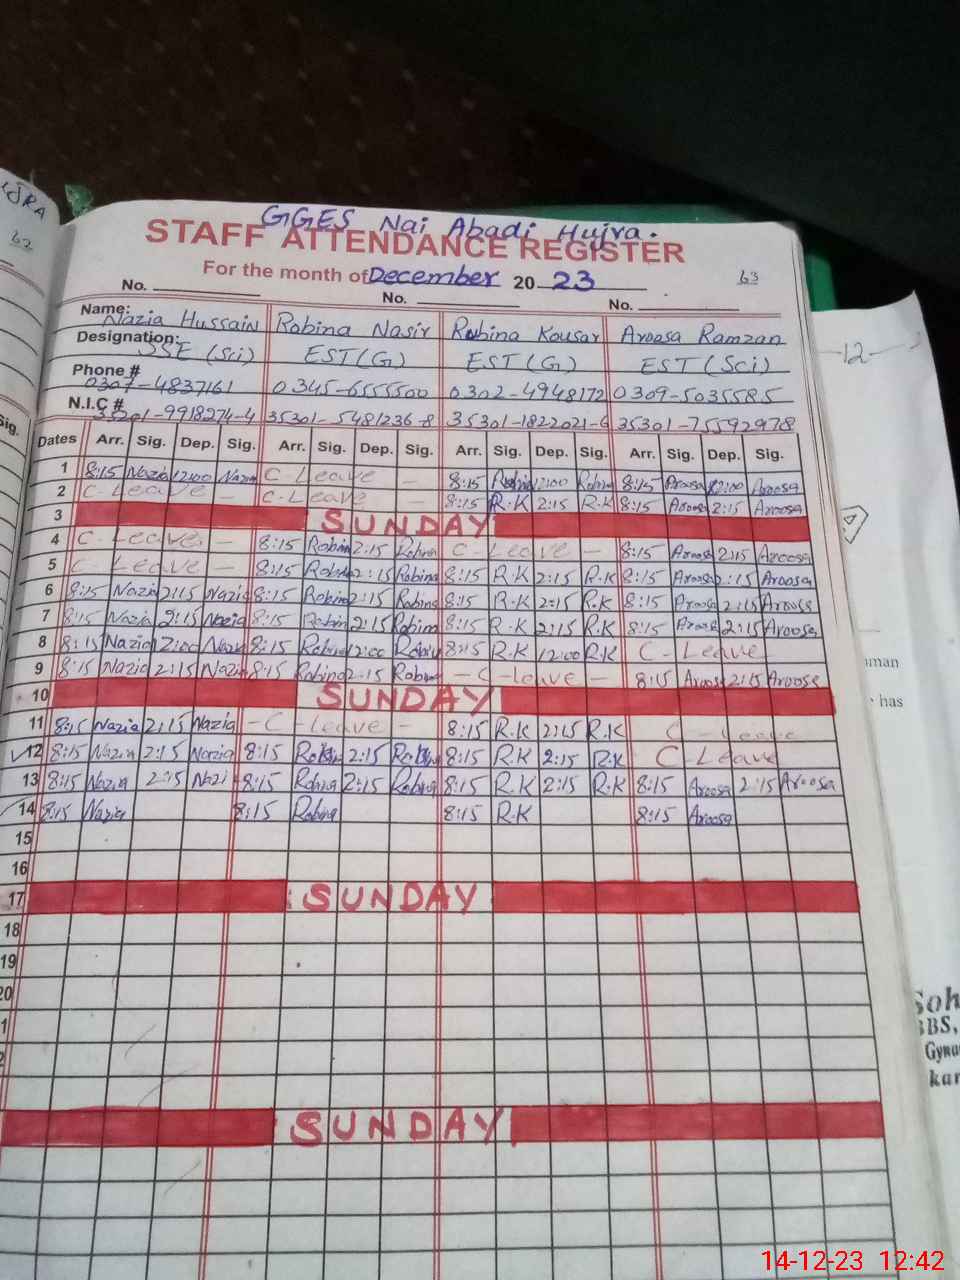 GGES Nai Abadi Hujra.
STAFF ATTENDANCE REGISTER
For the month of December 2023
63
No. No. No.
Name: Nazia Hussain Robina Nasir Robina Kousar Aroosa Ramzan
Designation: SSE (Sci) EST(G) EST(G) EST(Sci)
Phone # 0307-4837161 0345-6555500 0302-4948172 0309-5035585
N.I.C # 35201-9918274-4 35301-5481236-8 35301-1822021-6 35301-75592978
Dates Arr. Sig. Dep. Sig. Arr. Sig. Dep. Sig. Arr. Sig. Dep. Sig. Arr. Sig. Dep. Sig.
1 8:15 Nazia 12:00 Nazia C-Leave - 8:15 Robina 12:00 Robina 8:15 Aroosa 12:00 Aroosa
2 C-Leave - C-Leave - 8:15 R.K 2:15 R.K 8:15 Aroosa 2:15 Aroosa
3 SUNDAY
4 C-Leave - 8:15 Robina 2:15 Robina C-Leave - 8:15 Aroosa 2:15 Aroosa
5 C-Leave - 8:15 Robina 2:15 Robina 8:15 R.K 2:15 R.K 8:15 Aroosa 2:15 Aroosa
6 8:15 Nazia 2:15 Nazia 8:15 Robina 2:15 Robina 8:15 R.K 2:15 R.K 8:15 Aroosa 2:15 Aroosa
7 8:15 Nazia 2:15 Nazia 8:15 Robina 2:15 Robina 8:15 R.K 2:15 R.K 8:15 Aroosa 2:15 Aroosa
8 8:15 Nazia 12:00 Nazia 8:15 Robina 12:00 Robina 8:15 R.K 12:00 R.K C-Leave
9 8:15 Nazia 2:15 Nazia 8:15 Robina 2:15 Robina -C-Leave- 8:15 Aroosa 2:15 Aroosa
10 SUNDAY
11 8:15 Nazia 2:15 Nazia -C-Leave - 8:15 R.K 2:15 R.K C-Leave
12 8:15 Nazia 2:15 Nazia 8:15 Robina 2:15 Robina 8:15 R.K 2:15 R.K C Leave
13 8:15 Nazia 2:15 Nazi 8:15 Robina 2:15 Robina 8:15 R.K 2:15 R.K 8:15 Aroosa 2:15 Aroosa
14 8:15 Nazia 8:15 Robina 8:15 R.K 8:15 Aroosa
15
16
17 SUNDAY
18
19
20
1
2
SUNDAY
62
Sig.
-12-
man
has
Soh
BBS,
Gyna
kar
14-12-23 12:42